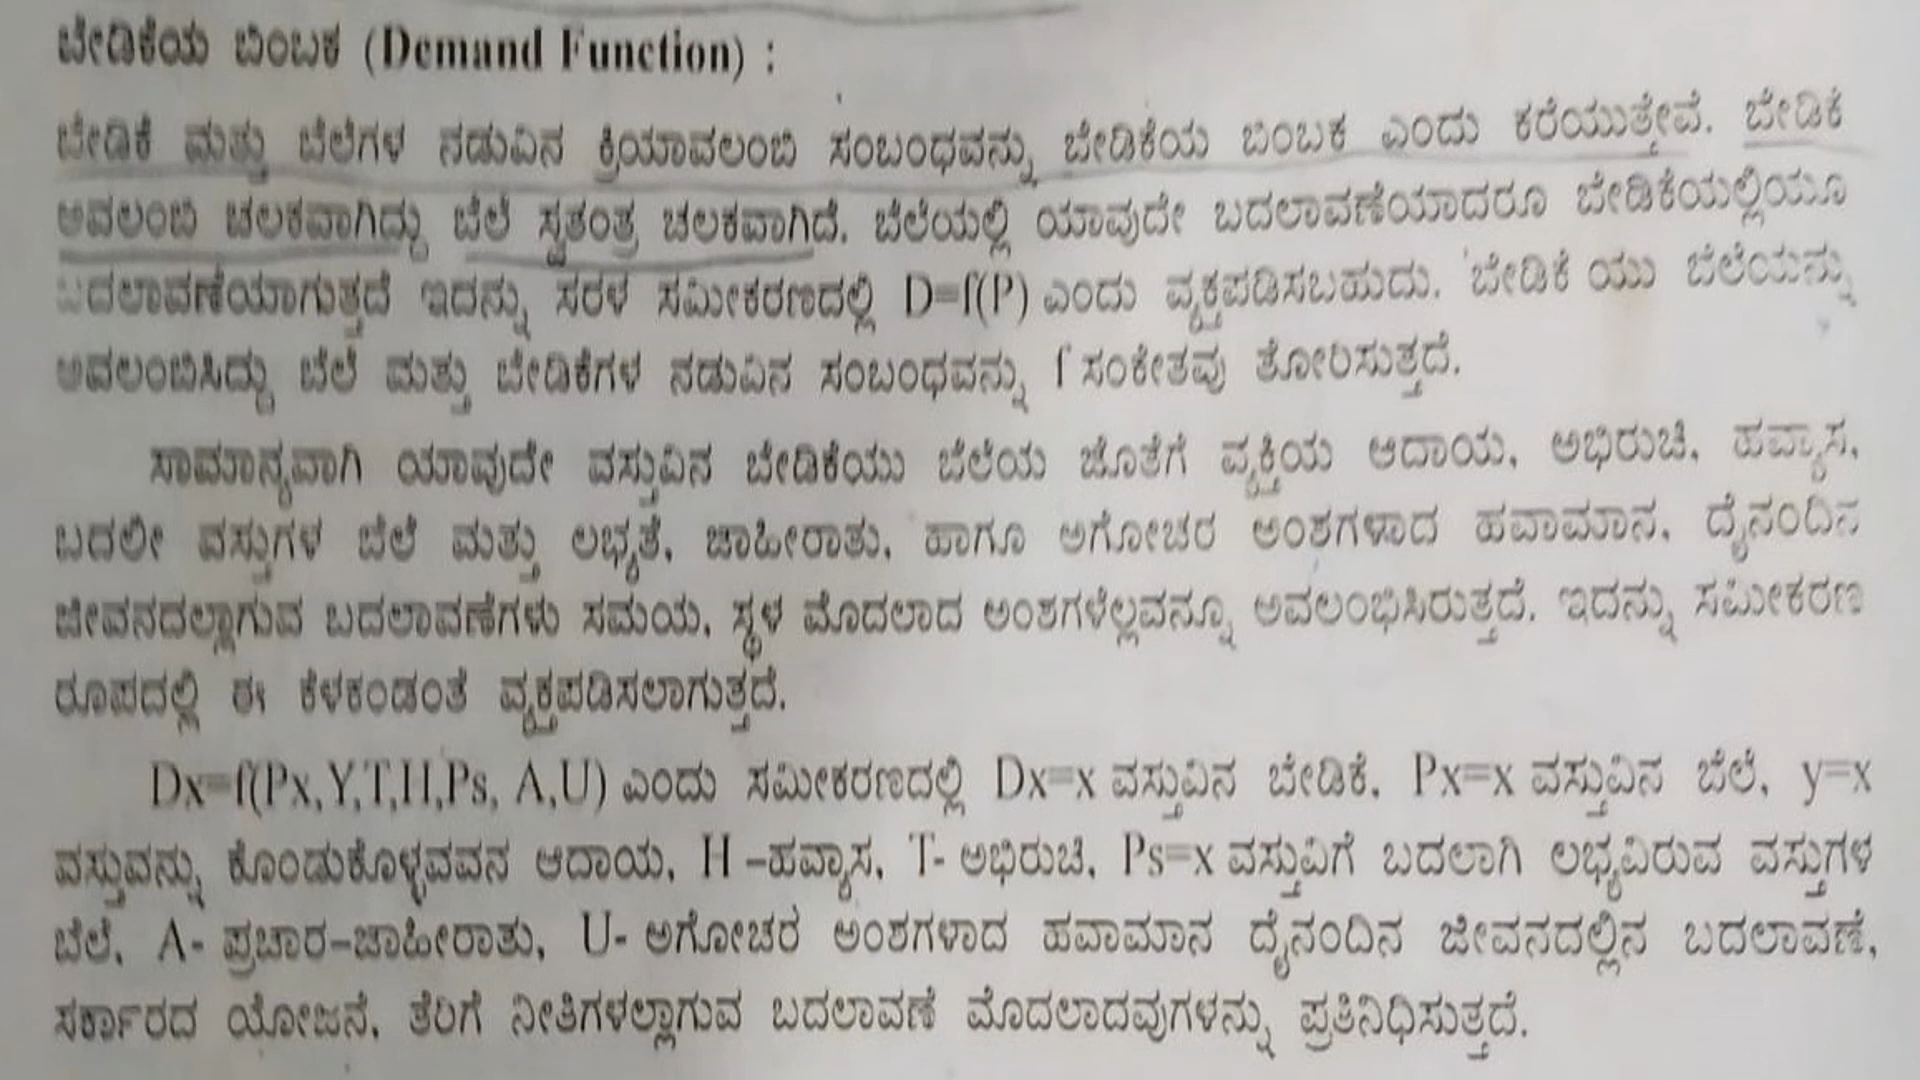 ಬೇಡಿಕೆಯ ಬಿಂಬಕ (Demand Function) :
ಬೇಡಿಕೆ ಮತ್ತು ಬೆಲೆಗಳ ನಡುವಿನ ಕ್ರಿಯಾವಲಂಬಿ ಸಂಬಂಧವನ್ನು ಬೇಡಿಕೆಯ ಬಿಂಬಕ ಎಂದು ಕರೆಯುತ್ತೇವೆ. ಬೇಡಿಕೆ
ಅವಲಂಬಿ ಚಲಕವಾಗಿದ್ದು ಬೆಲೆ ಸ್ವತಂತ್ರ ಚಲಕವಾಗಿದೆ. ಬೆಲೆಯಲ್ಲಿ ಯಾವುದೇ ಬದಲಾವಣೆಯಾದರೂ ಬೇಡಿಕೆಯಲ್ಲಿಯೂ
ಬದಲಾವಣೆಯಾಗುತ್ತದೆ ಇದನ್ನು ಸರಳ ಸಮೀಕರಣದಲ್ಲಿ D=f(P) ಎಂದು ವ್ಯಕ್ತಪಡಿಸಬಹುದು. ಬೇಡಿಕೆ ಯು ಬೆಲೆಯನ್ನು
ಅವಲಂಬಿಸಿದ್ದು ಬೆಲೆ ಮತ್ತು ಬೇಡಿಕೆಗಳ ನಡುವಿನ ಸಂಬಂಧವನ್ನು f ಸಂಕೇತವು ತೋರಿಸುತ್ತದೆ.
ಸಾಮಾನ್ಯವಾಗಿ ಯಾವುದೇ ವಸ್ತುವಿನ ಬೇಡಿಕೆಯು ಬೆಲೆಯ ಜೊತೆಗೆ ವ್ಯಕ್ತಿಯ ಆದಾಯ, ಅಭಿರುಚಿ, ಹವ್ಯಾಸ,
ಬದಲೀ ವಸ್ತುಗಳ ಬೆಲೆ ಮತ್ತು ಲಭ್ಯತೆ, ಜಾಹೀರಾತು, ಹಾಗೂ ಅಗೋಚರ ಅಂಶಗಳಾದ ಹವಾಮಾನ, ದೈನಂದಿನ
ಜೀವನದಲ್ಲಾಗುವ ಬದಲಾವಣೆಗಳು ಸಮಯ, ಸ್ಥಳ ಮೊದಲಾದ ಅಂಶಗಳೆಲ್ಲವನ್ನೂ ಅವಲಂಭಿಸಿರುತ್ತದೆ. ಇದನ್ನು ಸಮೀಕರಣ
ರೂಪದಲ್ಲಿ ಈ ಕೆಳಕಂಡಂತೆ ವ್ಯಕ್ತಪಡಿಸಲಾಗುತ್ತದೆ.
Dx=f(Px,Y,T,H,Ps, A,U) ಎಂದು ಸಮೀಕರಣದಲ್ಲಿ Dx=x ವಸ್ತುವಿನ ಬೇಡಿಕೆ, Px=x ವಸ್ತುವಿನ ಬೆಲೆ, y=x
ವಸ್ತುವನ್ನು ಕೊಂಡುಕೊಳ್ಳವವನ ಆದಾಯ, H –ಹವ್ಯಾಸ, T- ಅಭಿರುಚಿ, Ps=x ವಸ್ತುವಿಗೆ ಬದಲಾಗಿ ಲಭ್ಯವಿರುವ ವಸ್ತುಗಳ
ಬೆಲೆ, A- ಪ್ರಚಾರ–ಜಾಹೀರಾತು, U- ಅಗೋಚರ ಅಂಶಗಳಾದ ಹವಾಮಾನ ದೈನಂದಿನ ಜೀವನದಲ್ಲಿನ ಬದಲಾವಣೆ,
ಸರ್ಕಾರದ ಯೋಜನೆ, ತೆರಿಗೆ ನೀತಿಗಳಲ್ಲಾಗುವ ಬದಲಾವಣೆ ಮೊದಲಾದವುಗಳನ್ನು ಪ್ರತಿನಿಧಿಸುತ್ತದೆ.